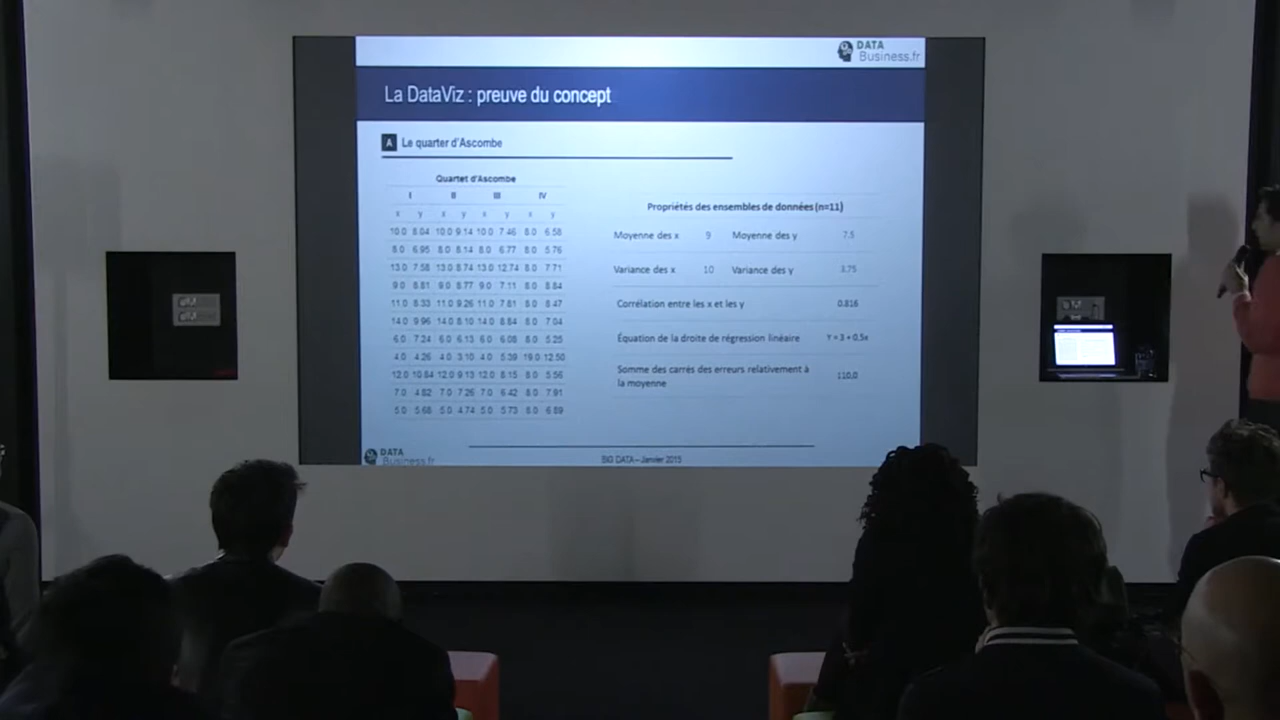 DATA
Business.fr
La DataViz : preuve du concept
A Le quarter d'Ascombe
Quartet d'Ascombe
I II III IV
x y x y x y x y
10.0 8.04 10.0 9.14 10.0 7.46 8.0 6.58
8.0 6.95 8.0 8.14 8.0 6.77 8.0 5.76
13.0 7.58 13.0 8.74 13.0 12.74 8.0 7.71
9.0 8.81 9.0 8.77 9.0 7.11 8.0 8.84
11.0 8.33 11.0 9.26 11.0 7.81 8.0 8.47
14.0 9.96 14.0 8.10 14.0 8.84 8.0 7.04
6.0 7.24 6.0 6.13 6.0 6.08 8.0 5.25
4.0 4.26 4.0 3.10 4.0 5.39 19.0 12.50
12.0 10.84 12.0 9.13 12.0 8.15 8.0 5.56
7.0 4.82 7.0 7.26 7.0 6.42 8.0 7.91
5.0 5.68 5.0 4.74 5.0 5.73 8.0 6.89
Propriétés des ensembles de données (n=11)
Moyenne des x 9 Moyenne des y 7.5
Variance des x 10 Variance des y 3.75
Corrélation entre les x et les y 0.816
Équation de la droite de régression linéaire Y = 3 + 0.5x
Somme des carrés des erreurs relativement à
la moyenne 110.0
DATA
Business.fr
BIG DATA – Janvier 2015